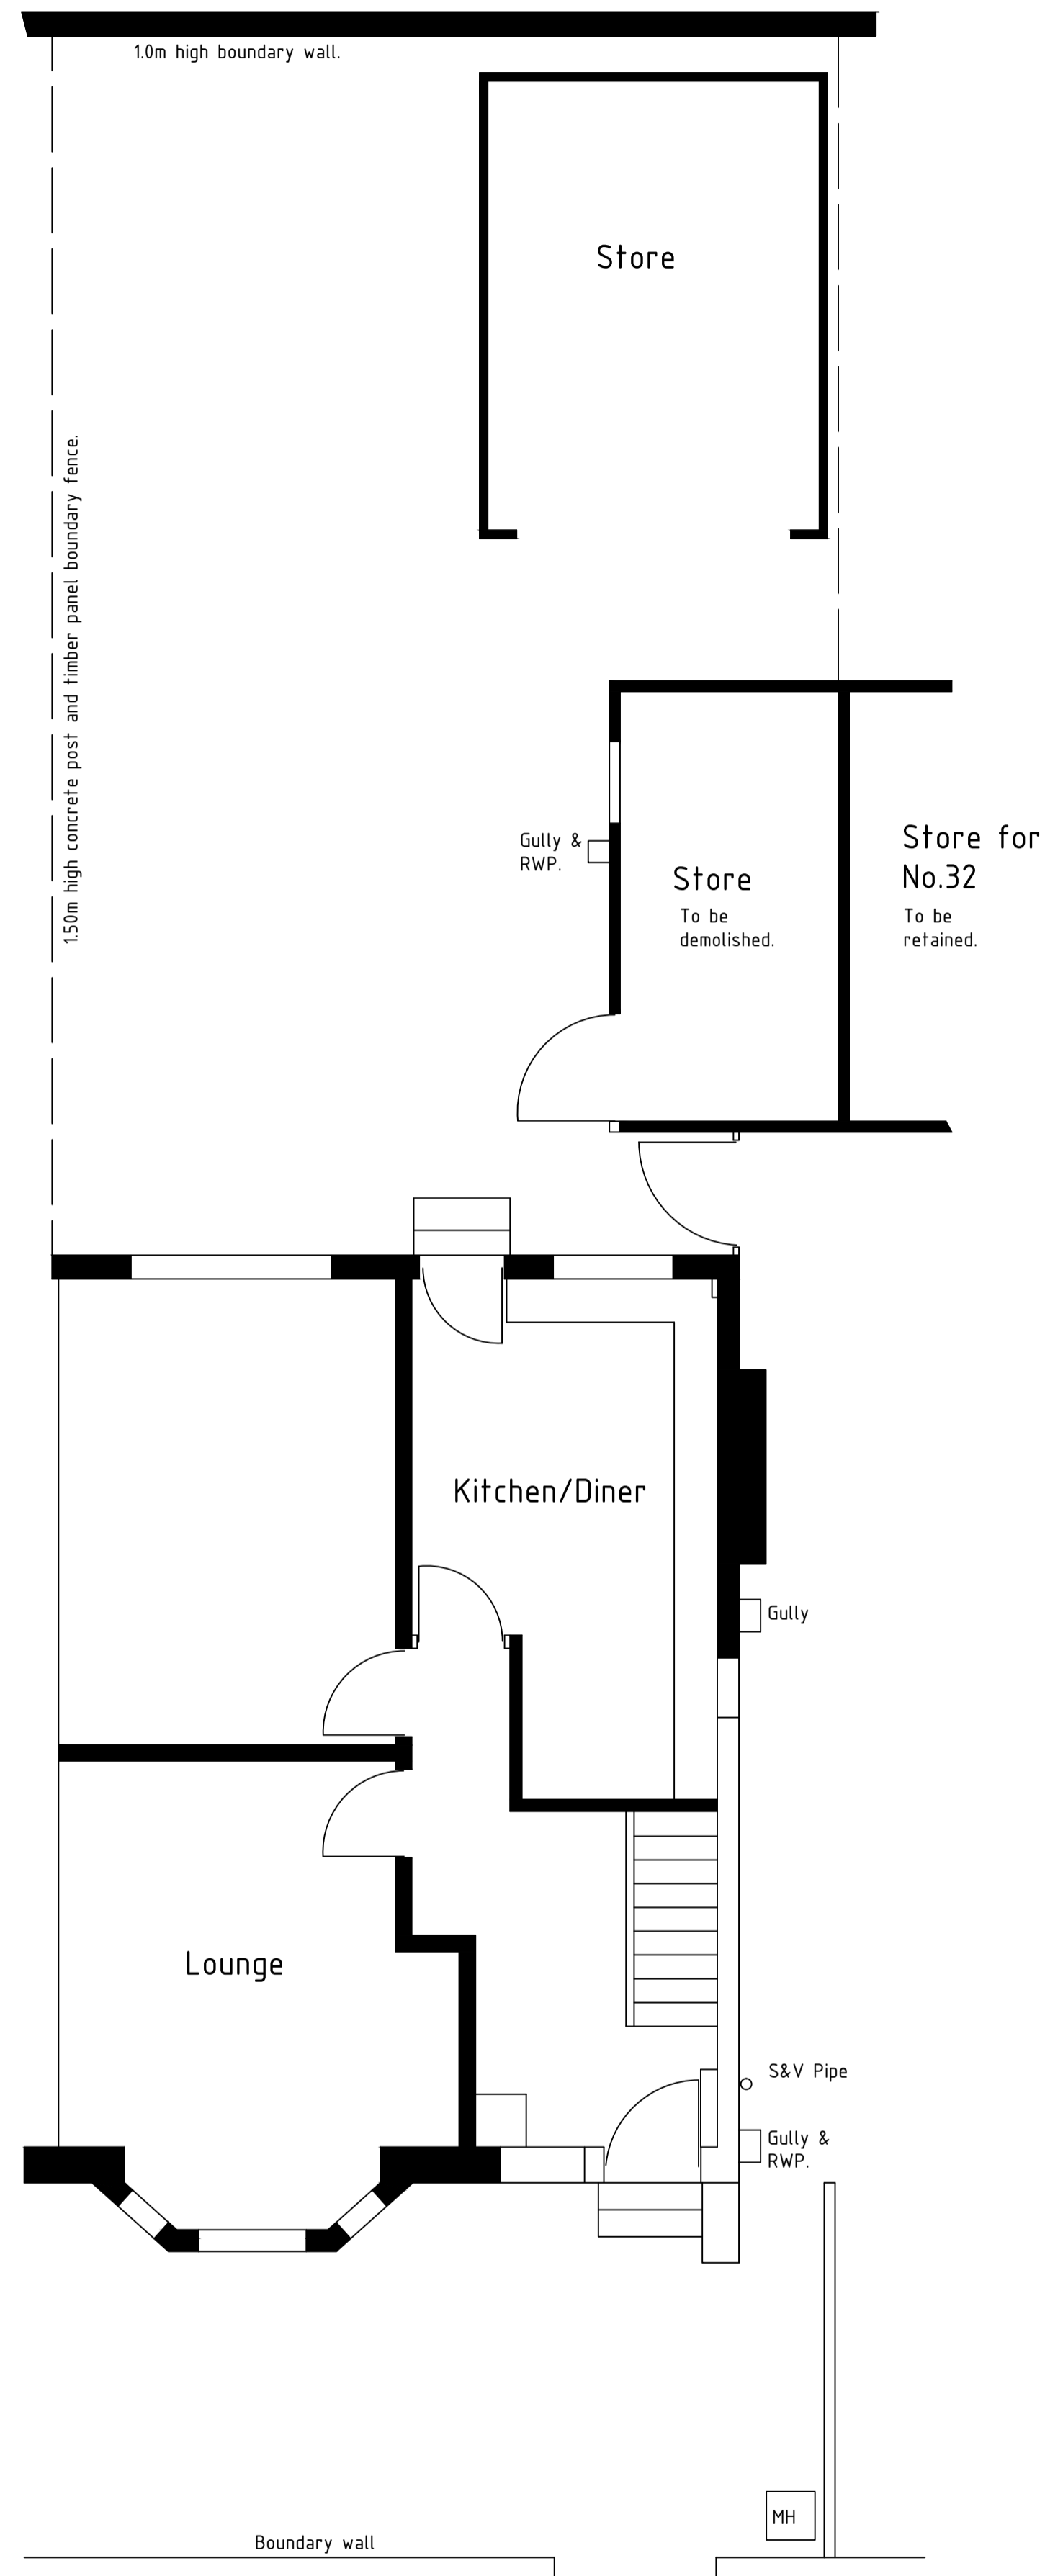 1.0m high boundary wall.
Store
1.50m high concrete post and timber panel boundary fence.
Gully &
RWP.
Store
To be
demolished.
Store for
No.32
To be
retained.
Kitchen/Diner
Gully
Lounge
S&V Pipe
Gully &
RWP.
MH
Boundary wall